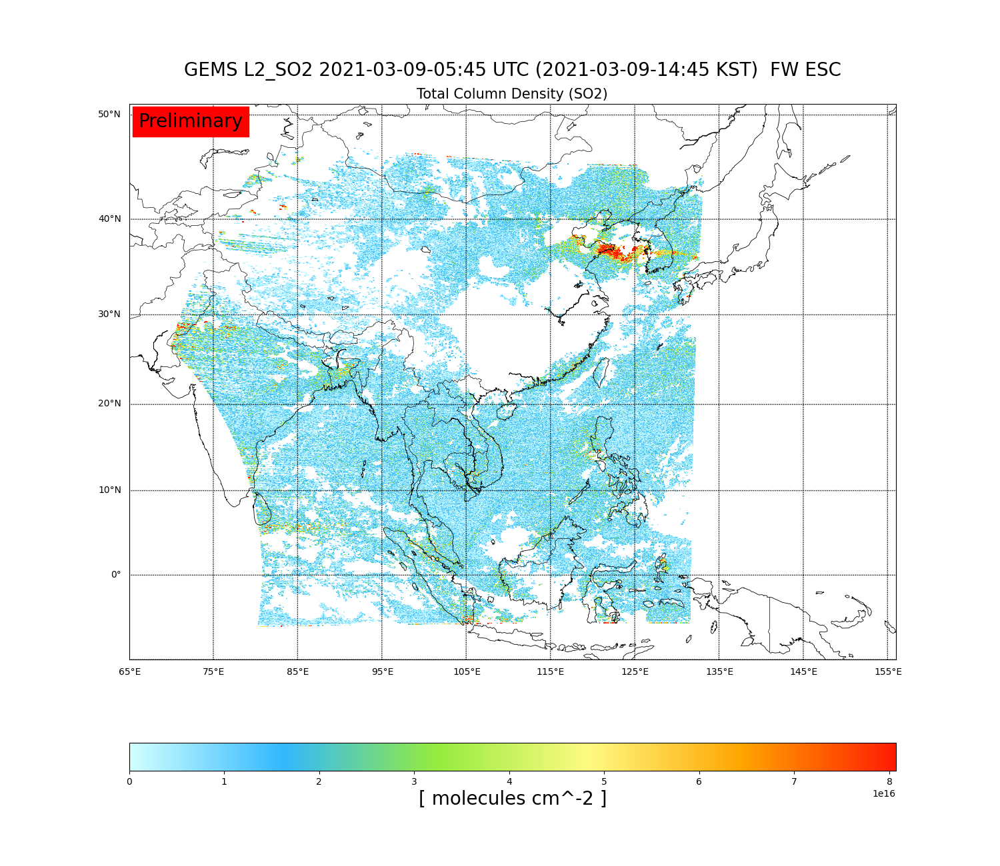 GEMS L2_SO2 2021-03-09-05:45 UTC (2021-03-09-14:45 KST)  FW ESC
Total Column Density (SO2)
Preliminary
50°N
40°N
30°N
20°N
10°N
0°
65°E 75°E 85°E 95°E 105°E 115°E 125°E 135°E 145°E 155°E
0 1 2 3 4 5 6 7 8
1e16
[ molecules cm^-2 ]